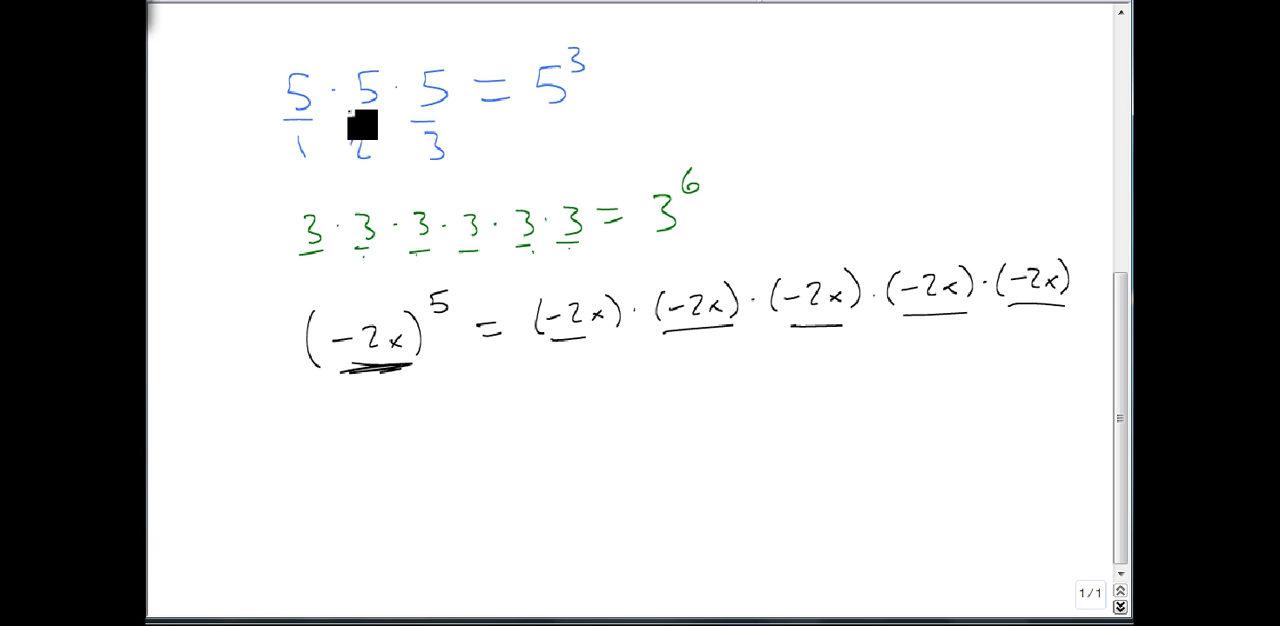 5 · 5 · 5 = 5³
1 2 3
3 · 3 · 3 · 3 · 3 · 3 = 3⁶
(-2x)⁵ = (-2x) · (-2x) · (-2x) · (-2x) · (-2x)
1/1